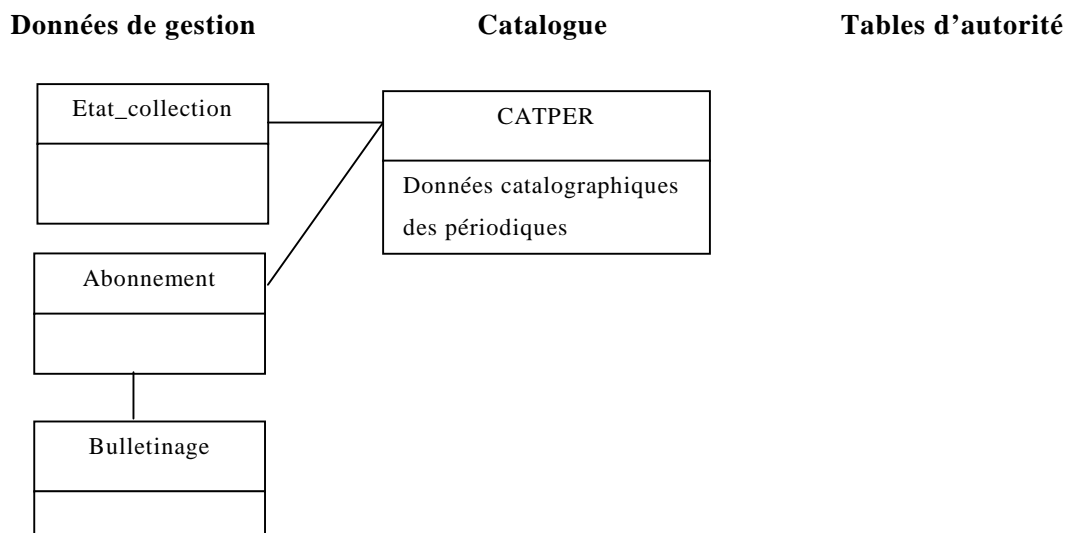 Données de gestion
Catalogue
Tables d’autorité
Etat_collection
CATPER
Données catalographiques
des périodiques
Abonnement
Bulletinage